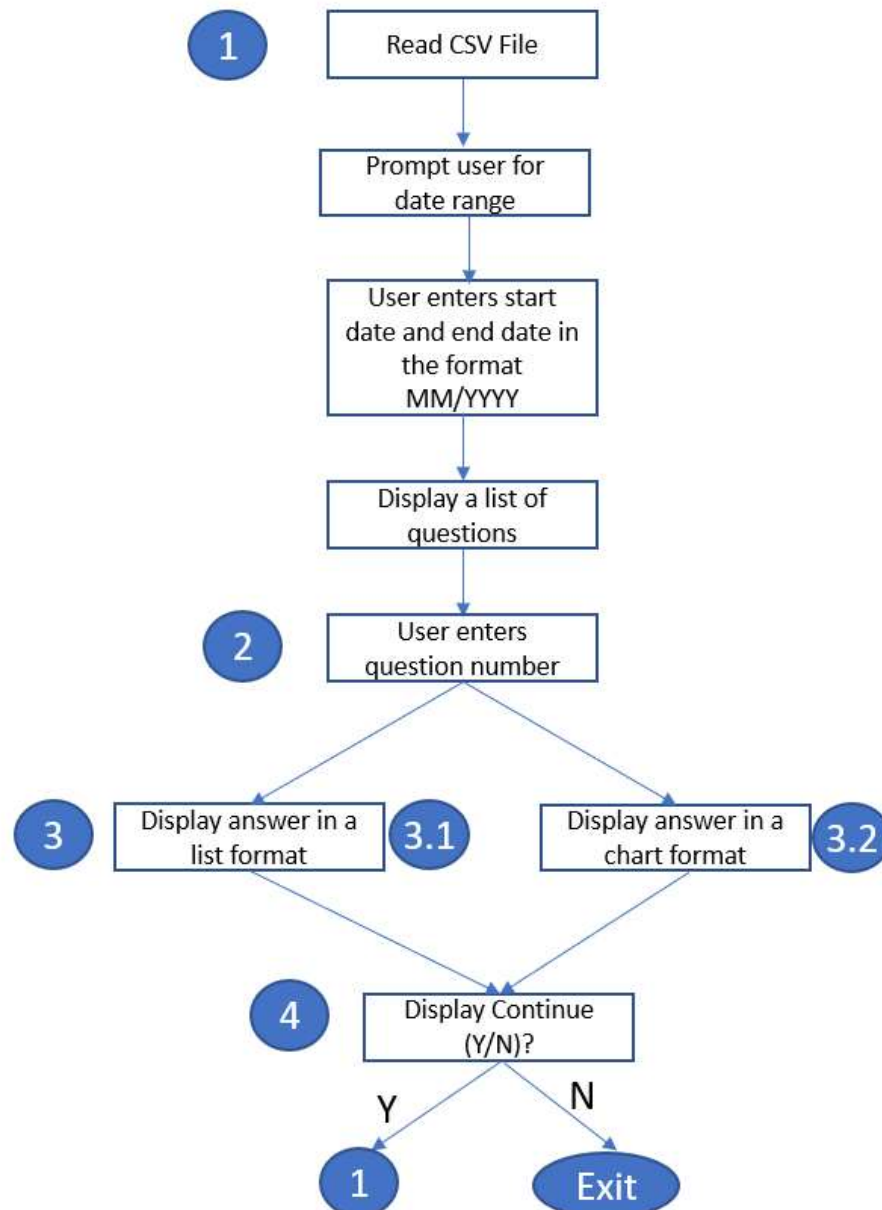 1
Read CSV File
Prompt user for
date range
User enters start
date and end date in
the format
MM/YYYY
Display a list of
questions
2
User enters
question number
3
Display answer in a
list format
3.1
Display answer in a
chart format
3.2
4
Display Continue
(Y/N)?
Y
N
1
Exit